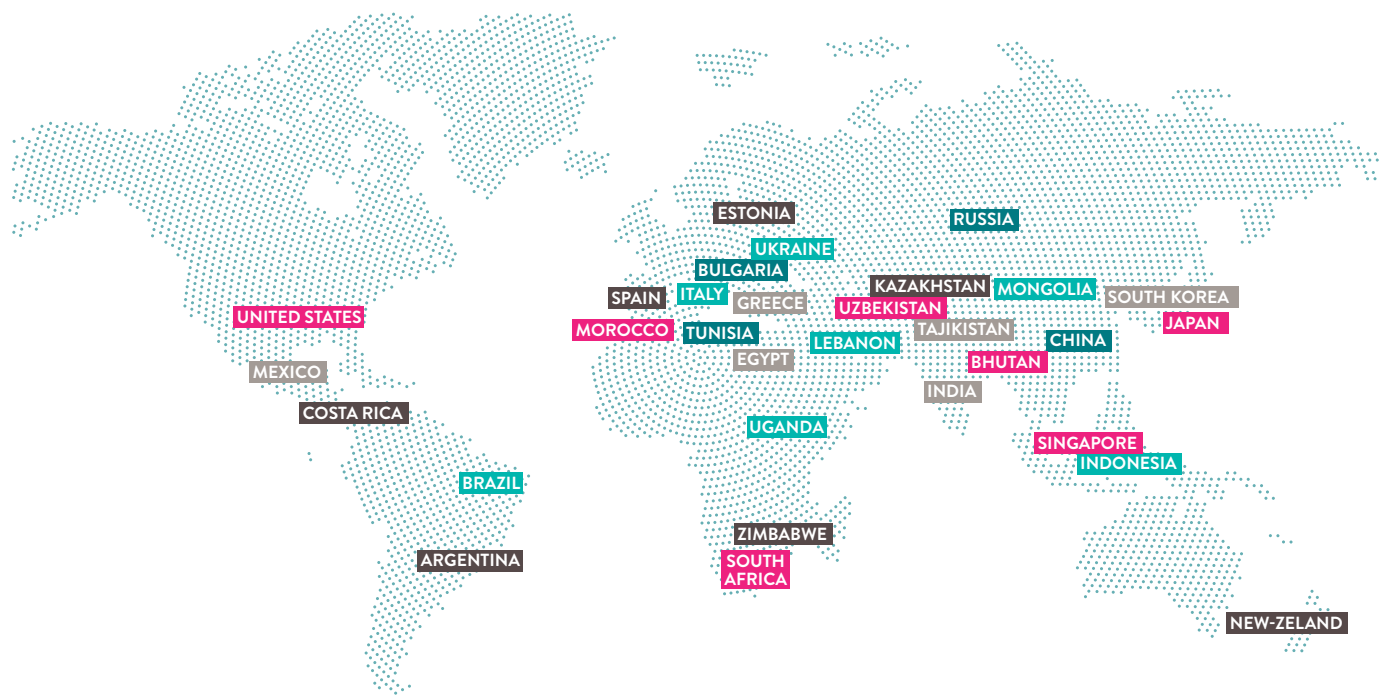 ESTONIA
RUSSIA
UKRAINE
BULGARIA
KAZAKHSTAN
MONGOLIA
SPAIN
ITALY
GREECE
SOUTH KOREA
UZBEKISTAN
UNITED STATES
JAPAN
MOROCCO
TUNISIA
TAJIKISTAN
LEBANON
CHINA
EGYPT
BHUTAN
MEXICO
INDIA
COSTA RICA
UGANDA
SINGAPORE
INDONESIA
BRAZIL
ZIMBABWE
ARGENTINA
SOUTH
AFRICA
NEW-ZELAND